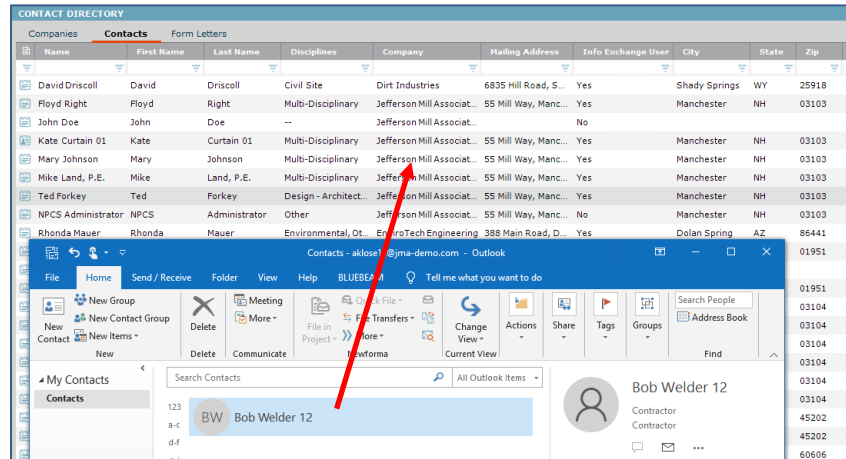 CONTACT DIRECTORY
Companies Contacts Form Letters
Name First Name Last Name Disciplines Company Mailing Address Info Exchange User City State Zip
David Driscoll David Driscoll Civil Site Dirt Industries 6835 Hill Road, S... Yes Shady Springs WY 25918
Floyd Right Floyd Right Multi-Disciplinary Jefferson Mill Associat... 55 Mill Way, Manc... Yes Manchester NH 03103
John Doe John Doe -- Jefferson Mill Associat... No
Kate Curtain 01 Kate Curtain 01 Multi-Disciplinary Jefferson Mill Associat... 55 Mill Way, Manc... Yes Manchester NH 03103
Mary Johnson Mary Johnson Multi-Disciplinary Jefferson Mill Associat... 55 Mill Way, Manc... Yes Manchester NH 03103
Mike Land, P.E. Mike Land, P.E. Multi-Disciplinary Jefferson Mill Associat... 55 Mill Way, Manc... Yes Manchester NH 03103
Ted Forkey Ted Forkey Design - Architect... Jefferson Mill Associat... 55 Mill Way, Manc... Yes Manchester NH 03103
NPCS Administrator NPCS Administrator Other Jefferson Mill Associat... 55 Mill Way, Manc... No Manchester NH 03103
Rhonda Mauer Rhonda Mauer Environmental, Ot... EnviroTech Engineering 388 Main Road, D... Yes Dolan Spring AZ 86441
Contacts - @jma-demo.com - Outlook 01951
File Home Send / Receive Folder View Help BLUEBEAM Tell me what you want to do
01951
New Group Meeting Quick File Search People 03104
New Contact Group More File Transfers Address Book 03104
New Contact New Items Delete File in Project More Change View Actions Share Tags Groups 03104
New Delete Communicate Newforma Current View Find 03104
My Contacts Search Contacts All Outlook Items Bob Welder 12 03104
Contacts 123 Contractor 03104
BW Bob Welder 12 Contractor 45202
a-c 45202
d-f 60606